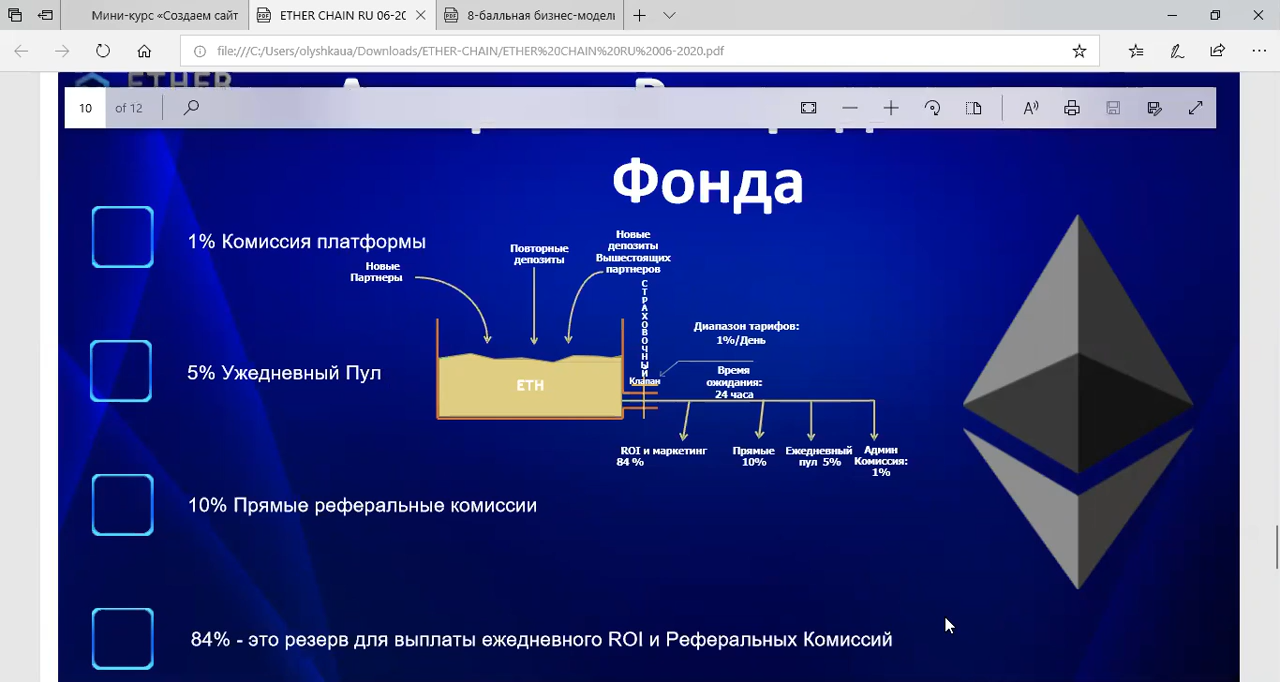 Мини-курс «Создаем сайт
ETHER CHAIN RU 06-20
8-балльная бизнес-модель
file:///C:/Users/olyshkaua/Downloads/ETHER-CHAIN/ETHER%20CHAIN%20RU%2006-2020.pdf
ETHER
10 of 12
Фонда
1% Комиссия платформы
Новые
Партнеры
Повторные
депозиты
Новые
депозиты
Вышестоящих
партнеров
СТРАХОВОЧНЫЙ
Клапан
Диапазон тарифов:
1%/День
Время
ожидания:
24 часа
5% Ужедневный Пул
ETH
ROI и маркетинг
84 %
Прямые
10%
Ежедневный
пул 5%
Админ
Комиссия:
1%
10% Прямые реферальные комиссии
84% - это резерв для выплаты ежедневного ROI и Реферальных Комиссий